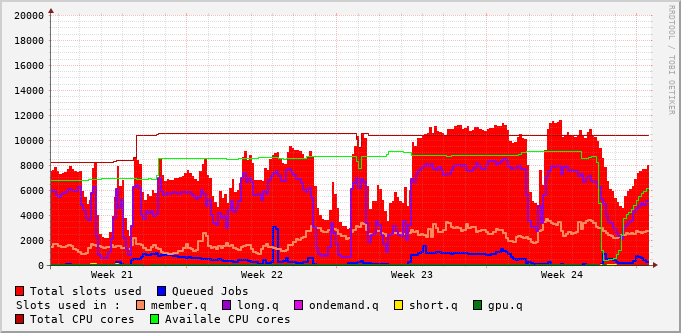 20000
18000
16000
14000
12000
10000
8000
6000
4000
2000
0
Week 21 Week 22 Week 23 Week 24
RRDTOOL / TOBI OETIKER
Total slots used Queued Jobs
Slots used in : member.q long.q ondemand.q short.q gpu.q
Total CPU cores Availale CPU cores